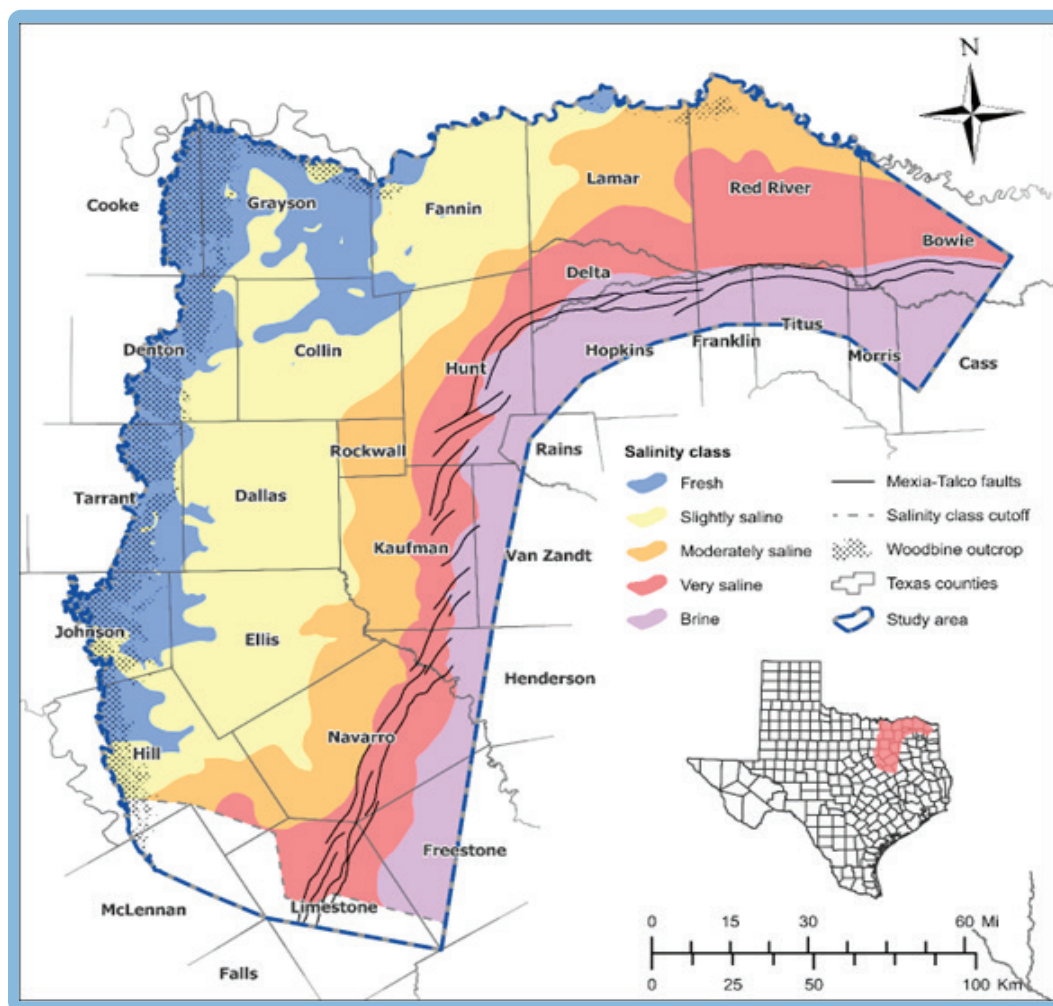 N
Cooke
Grayson
Fannin
Lamar
Red River
Bowie
Delta
Denton
Collin
Hunt
Hopkins
Franklin
Titus
Morris
Cass
Rockwall
Rains
Tarrant
Dallas
Kaufman
Van Zandt
Johnson
Ellis
Henderson
Hill
Navarro
Freestone
McLennan
Limestone
Falls
Salinity class
Fresh
Slightly saline
Moderately saline
Very saline
Brine
Mexia-Talco faults
Salinity class cutoff
Woodbine outcrop
Texas counties
Study area
0 15 30 60 Mi
0 25 50 100 Km